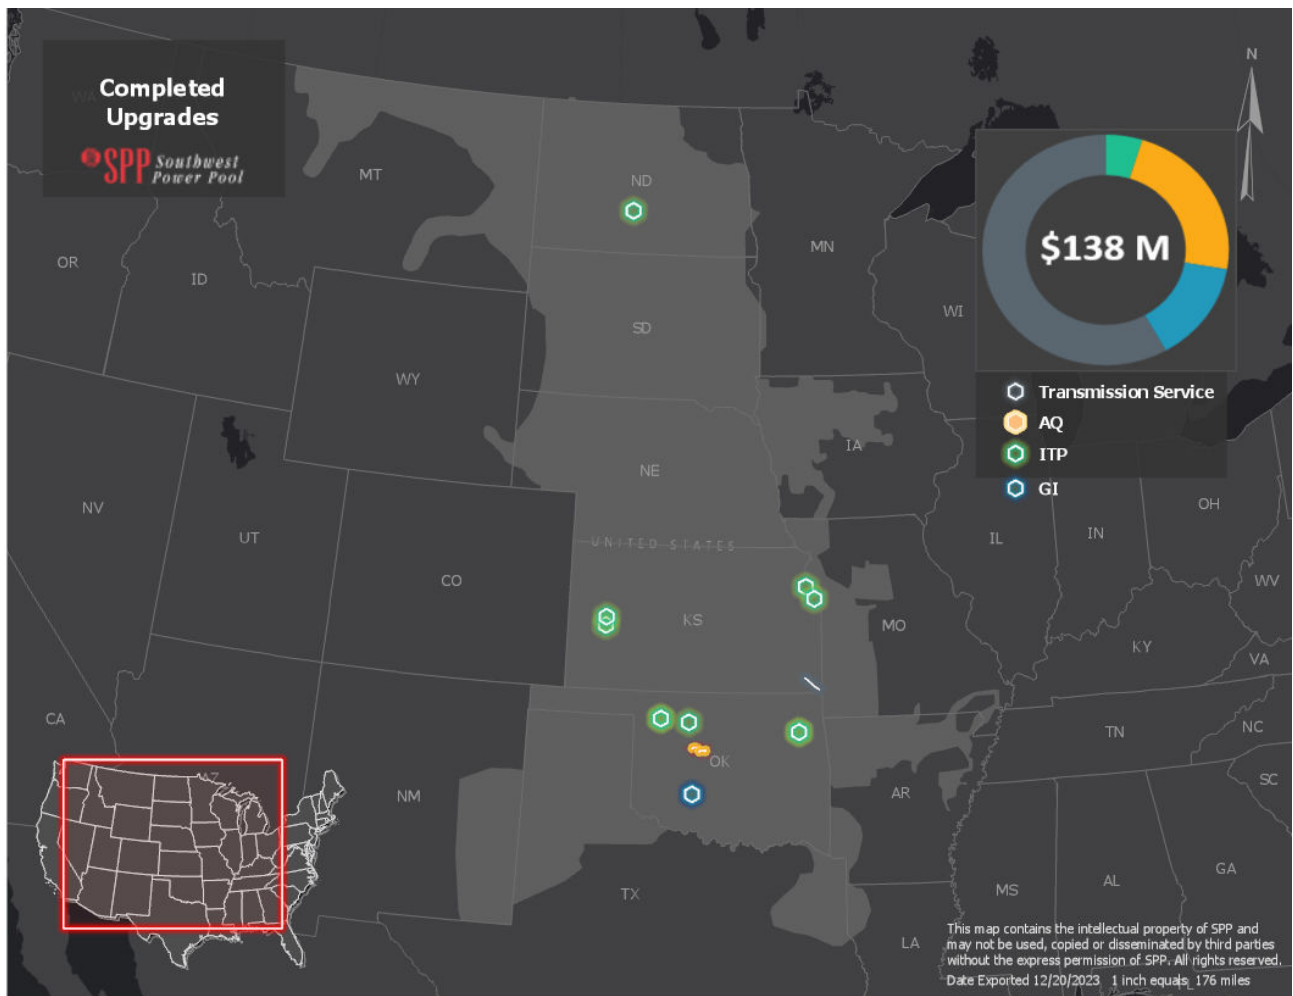 Completed
Upgrades
SPP Southwest
Power Pool
N
WA
MT
ND
MN
OR
ID
$138 M
WI
SD
WY
Transmission Service
AQ
ITP
GI
IA
NE
NV
UT
UNITED STATES
OH
IL
IN
CO
WV
KS
MO
KY
VA
CA
TN
NC
OK
AZ
NM
AR
SC
GA
TX
MS
AL
LA
This map contains the intellectual property of SPP and
may not be used, copied or disseminated by third parties
without the express permission of SPP. All rights reserved.
Date Exported 12/20/2023 1 inch equals 176 miles
FL